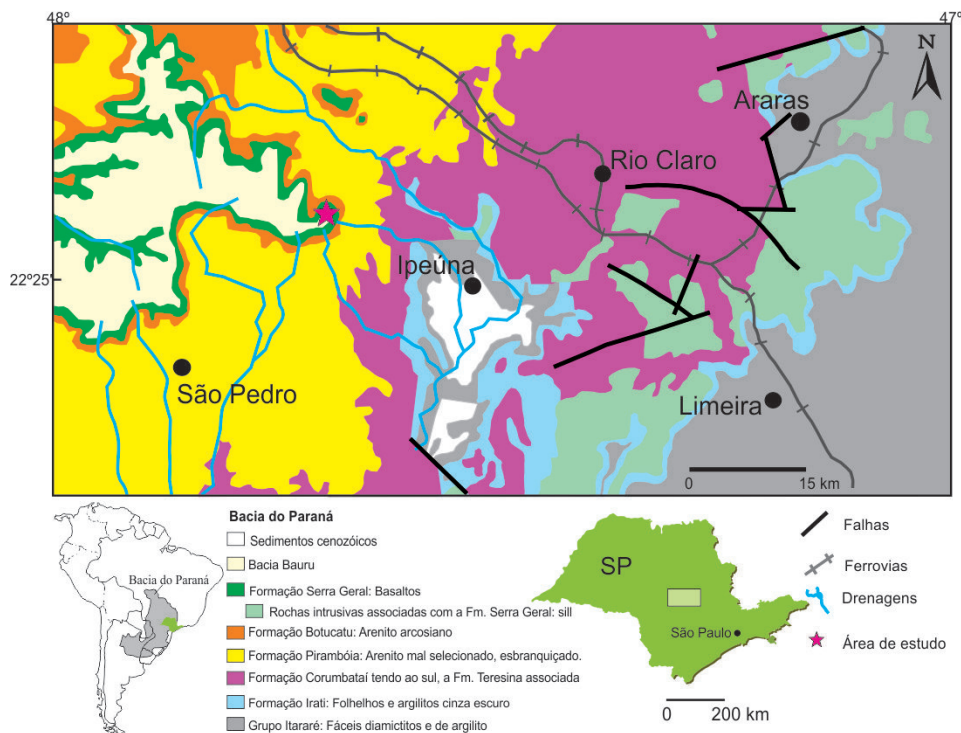 48°
47°
N
Araras
Rio Claro
22°25'
Ipeúna
São Pedro
Limeira
0
15 km
Bacia do Paraná
Bacia do Paraná
Sedimentos cenozóicos
Bacia Bauru
Formação Serra Geral: Basaltos
Rochas intrusivas associadas com a Fm. Serra Geral: sill
Formação Botucatu: Arenito arcosiano
Formação Pirambóia: Arenito mal selecionado, esbranquiçado.
Formação Corumbataí tendo ao sul, a Fm. Teresina associada
Formação Irati: Folhelhos e argilitos cinza escuro
Grupo Itararé: Fáceis diamictitos e de argilito
SP
São Paulo
0
200 km
Falhas
Ferrovias
Drenagens
Área de estudo